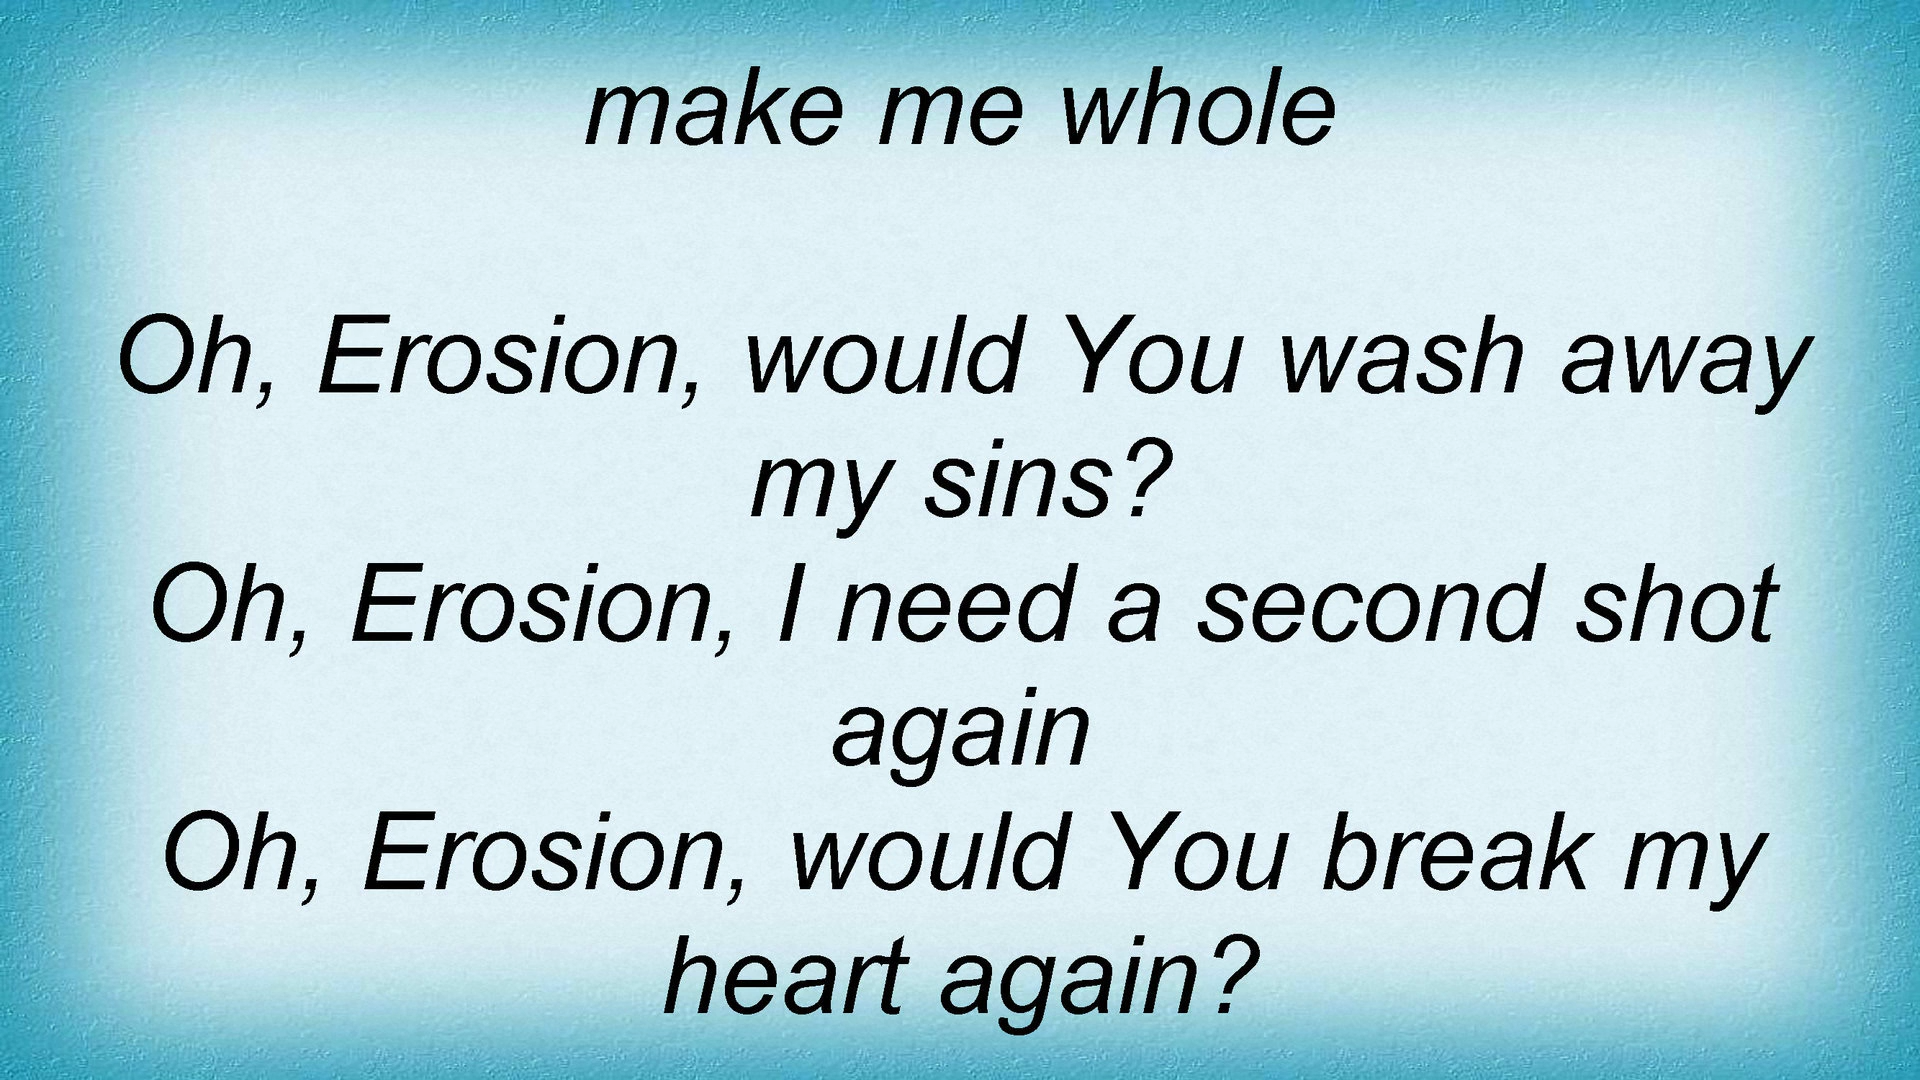 make me whole
Oh, Erosion, would You wash away
my sins?
Oh, Erosion, I need a second shot
again
Oh, Erosion, would You break my
heart again?